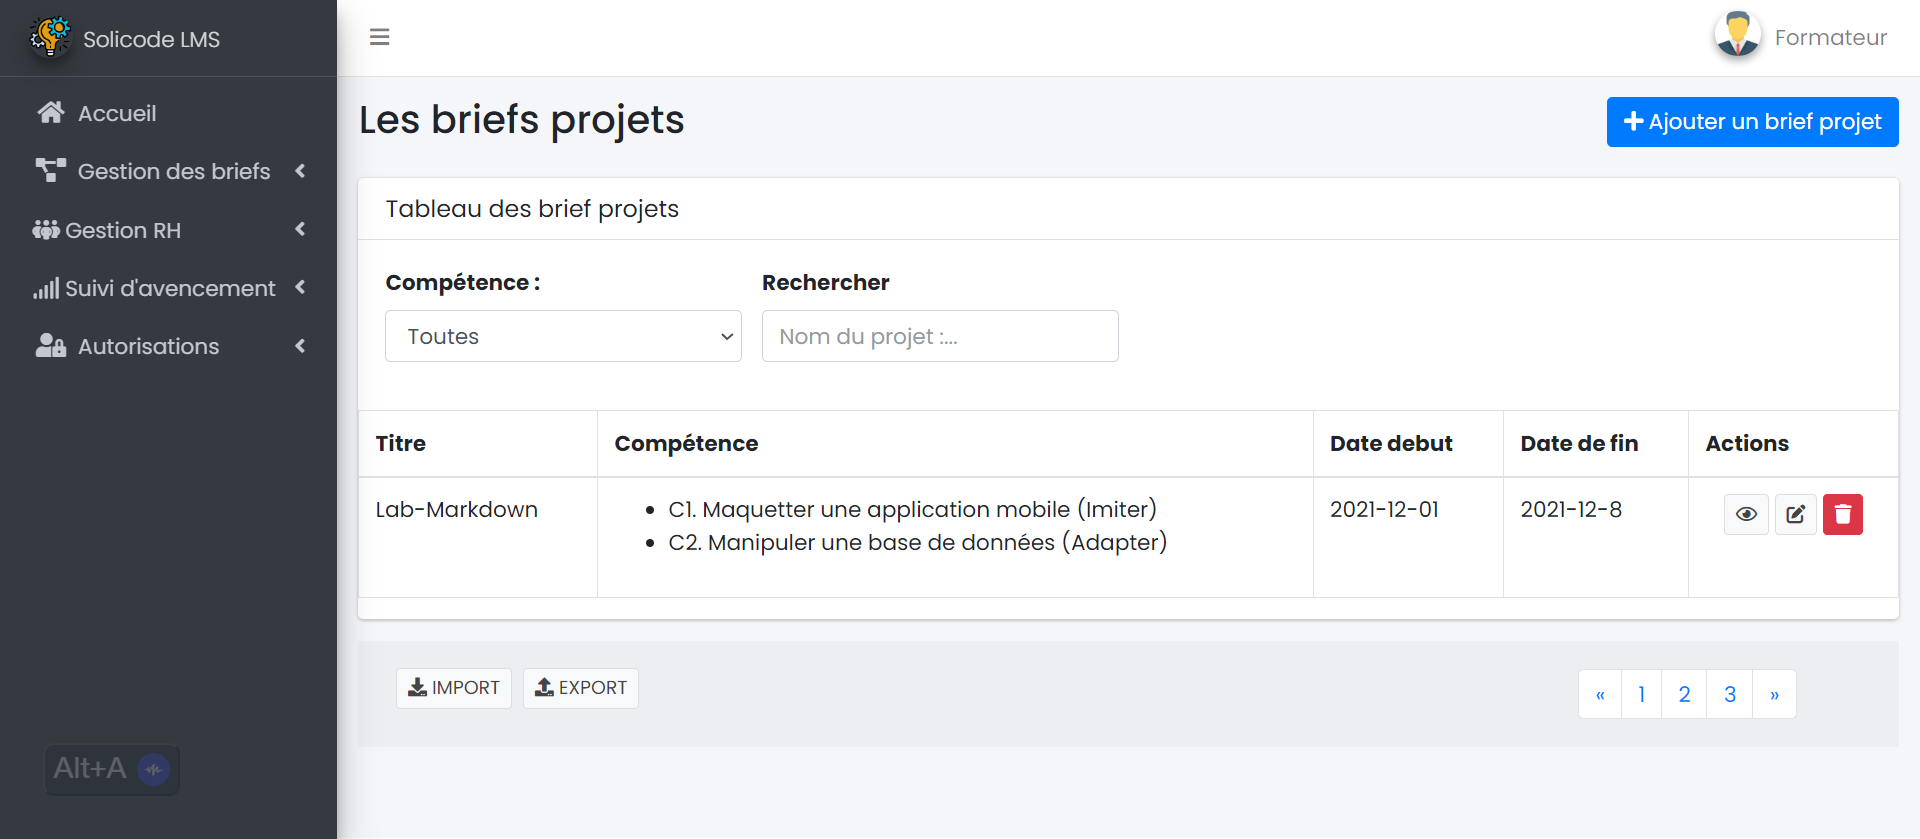 Solicode LMS
Formateur
Accueil
Gestion des briefs
Gestion RH
Suivi d'avencement
Autorisations
Alt+A
Les briefs projets
Ajouter un brief projet
Tableau des brief projets
Compétence :
Rechercher
Toutes
Nom du projet :...
Titre Compétence Date debut Date de fin Actions
Lab-Markdown C1. Maquetter une application mobile (Imiter) 2021-12-01 2021-12-8
C2. Manipuler une base de données (Adapter)
IMPORT EXPORT
« 1 2 3 »